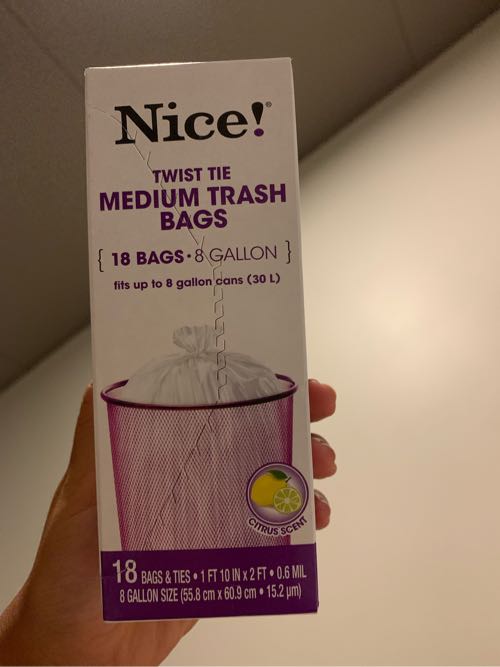 Nice!®
TWIST TIE
MEDIUM TRASH
BAGS
{ 18 BAGS • 8 GALLON }
fits up to 8 gallon cans (30 L)
CITRUS SCENT
18 BAGS & TIES • 1 FT 10 IN x 2 FT • 0.6 MIL
8 GALLON SIZE (55.8 cm x 60.9 cm • 15.2 µm)